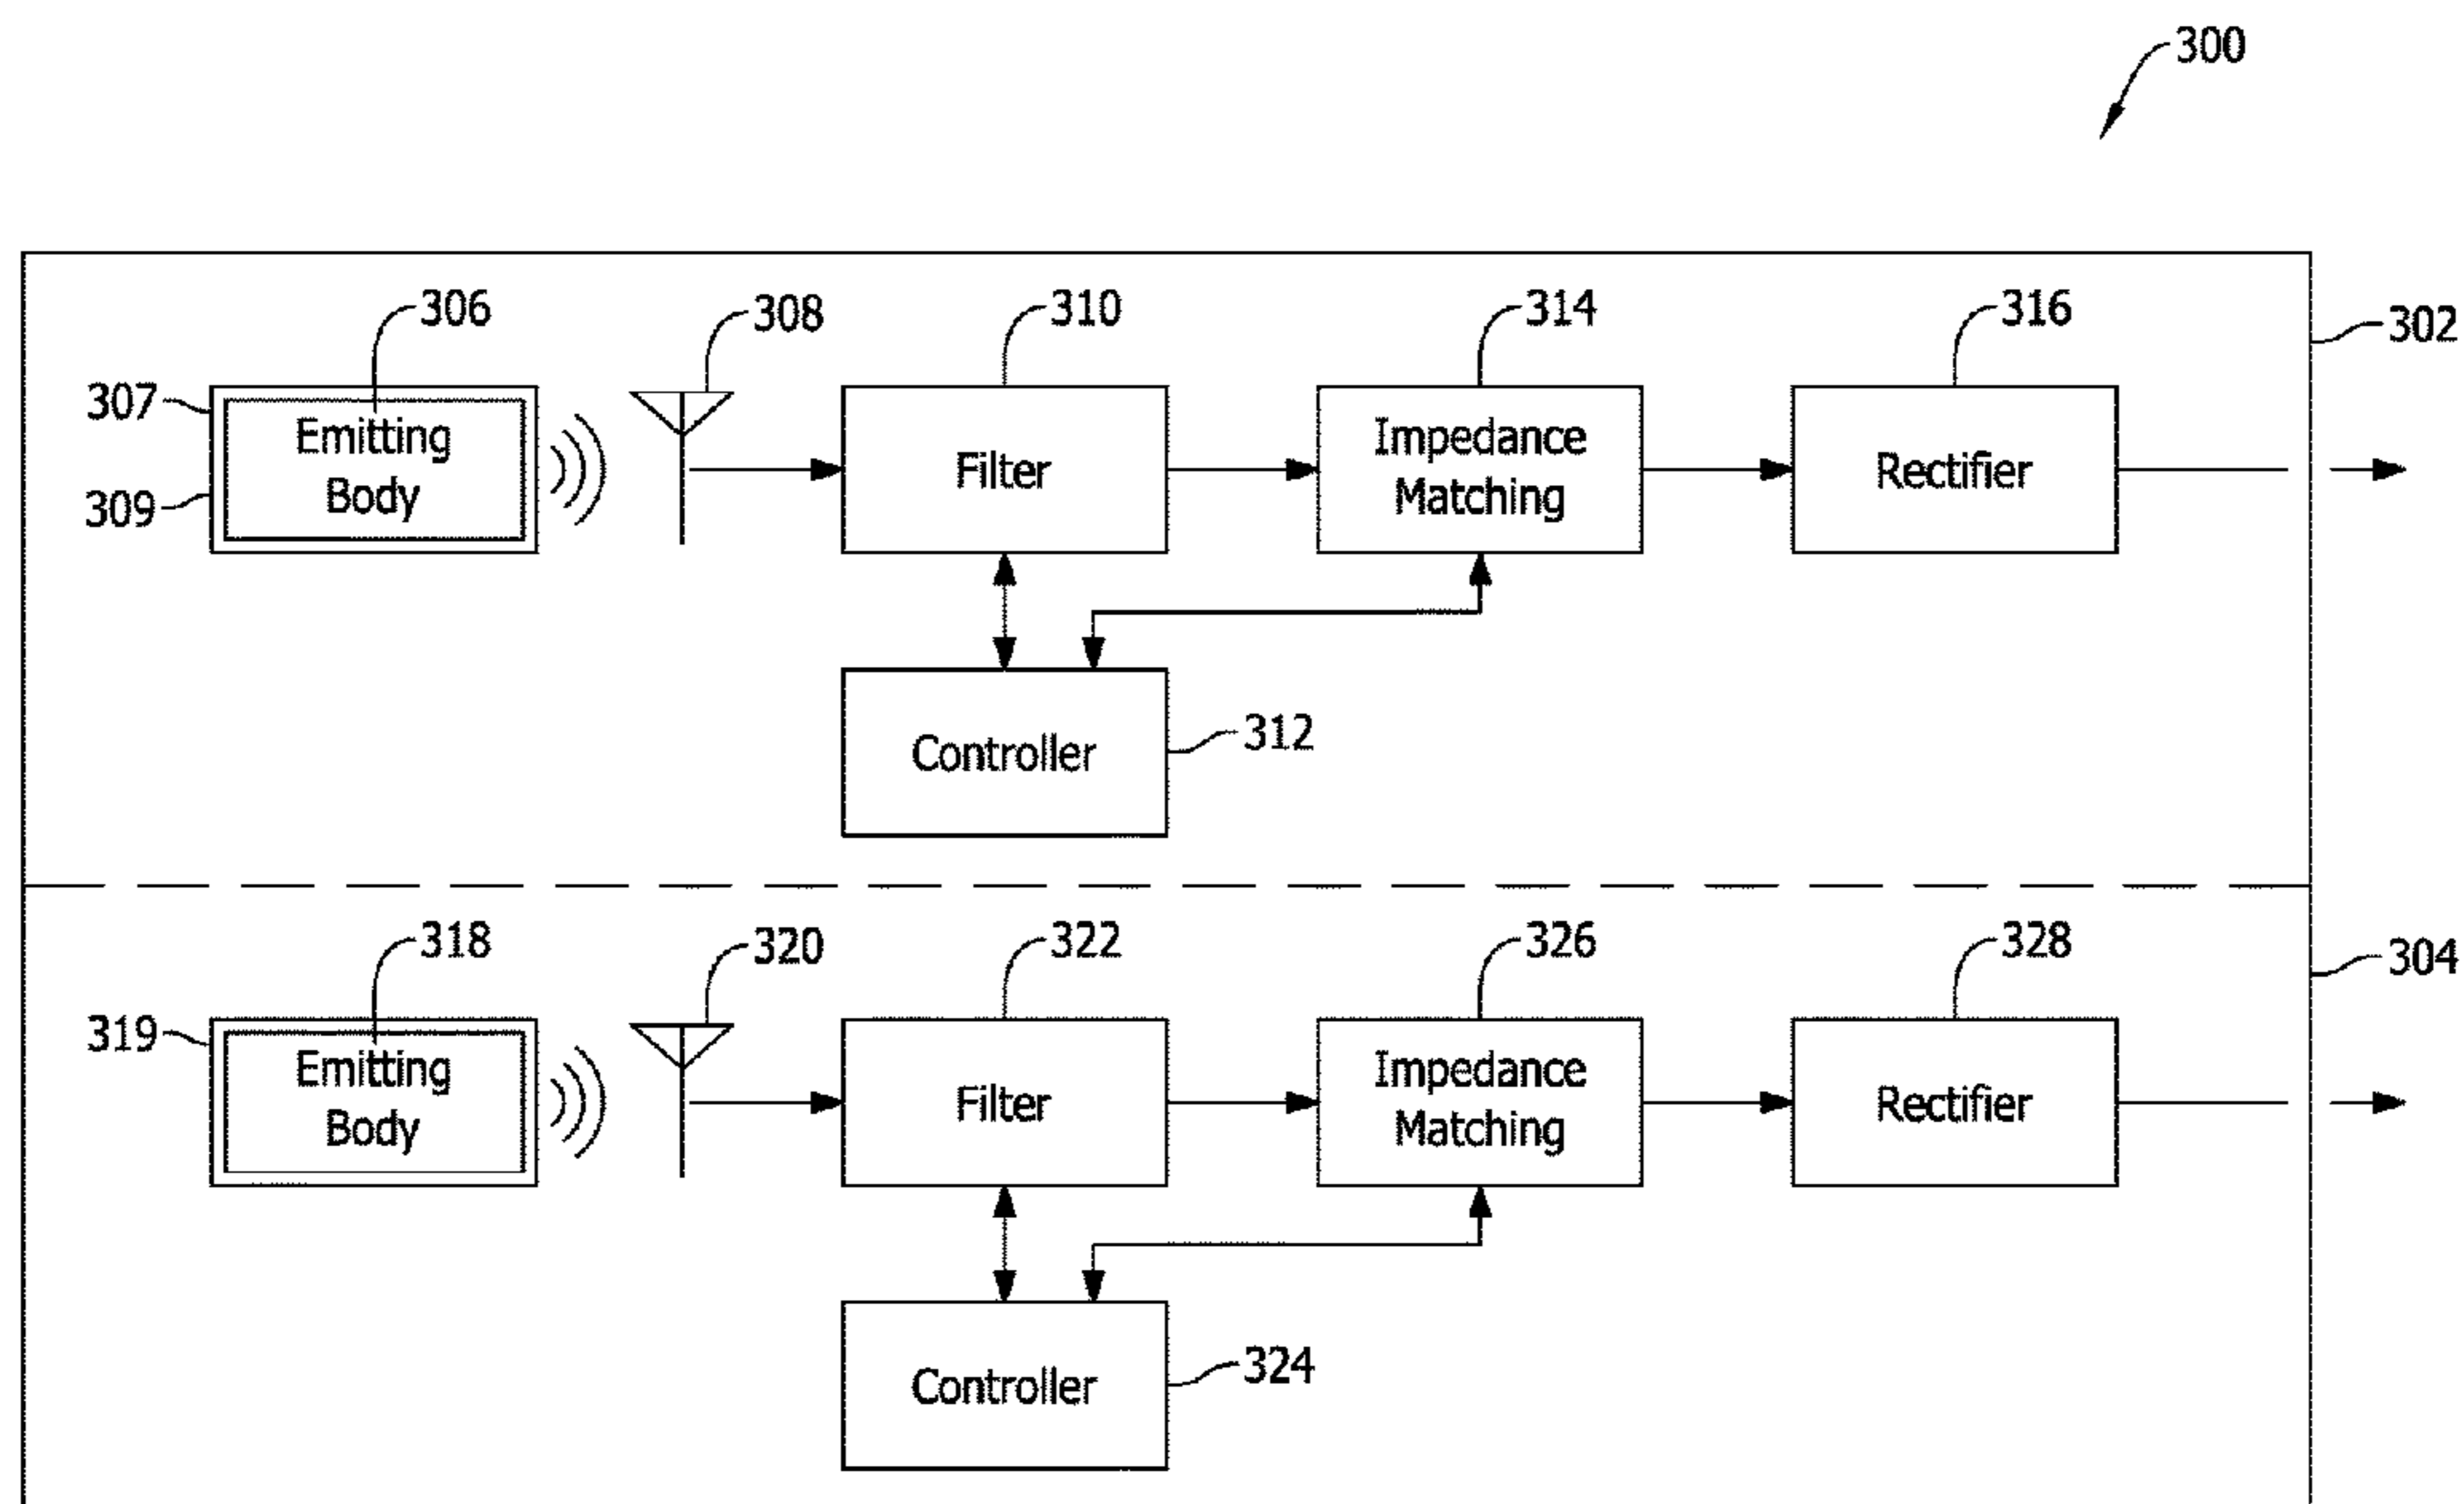 300
306
308
310
314
316
302
307
309
Emitting
Body
Filter
Impedance
Matching
Rectifier
Controller
312
318
320
322
326
328
304
319
Emitting
Body
Filter
Impedance
Matching
Rectifier
Controller
324